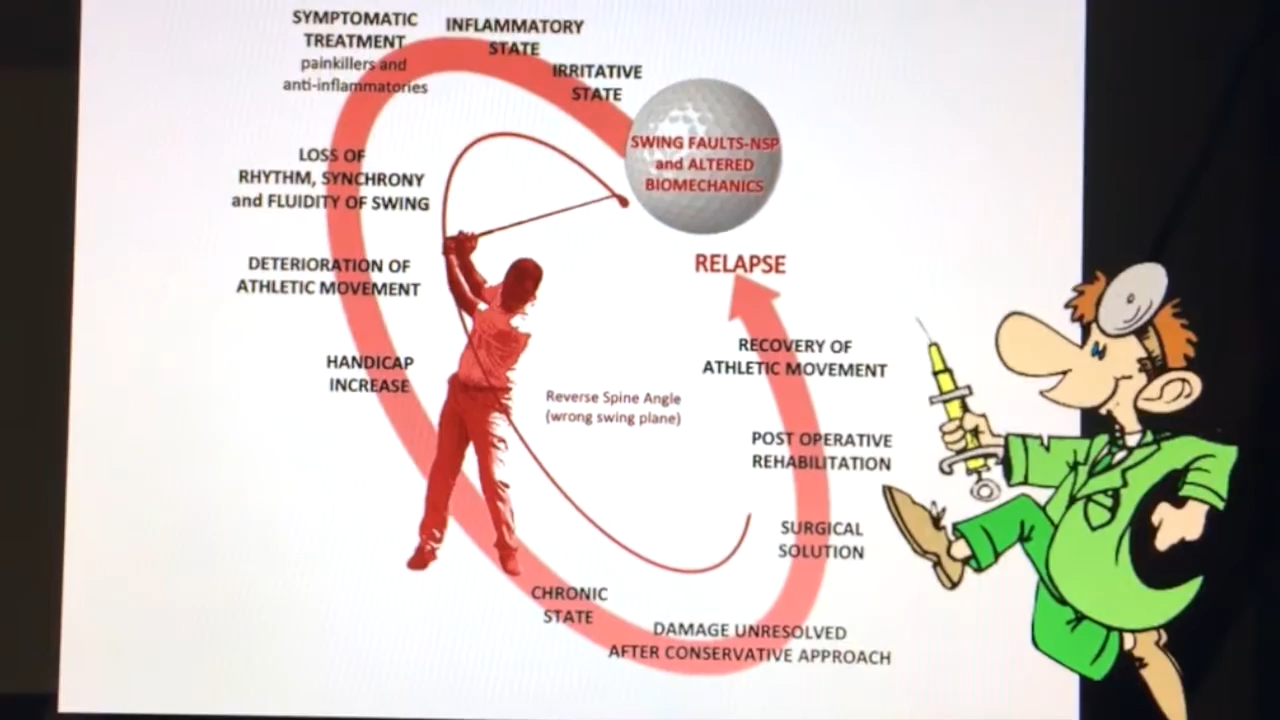 SYMPTOMATIC
TREATMENT
painkillers and
anti-inflammatories
INFLAMMATORY
STATE
IRRITATIVE
STATE
SWING FAULTS-NSP
and ALTERED
BIOMECHANICS
LOSS OF
RHYTHM, SYNCHRONY
and FLUIDITY OF SWING
DETERIORATION OF
ATHLETIC MOVEMENT
HANDICAP
INCREASE
CHRONIC
STATE
DAMAGE UNRESOLVED
AFTER CONSERVATIVE APPROACH
SURGICAL
SOLUTION
POST OPERATIVE
REHABILITATION
RECOVERY OF
ATHLETIC MOVEMENT
RELAPSE
Reverse Spine Angle
(wrong swing plane)